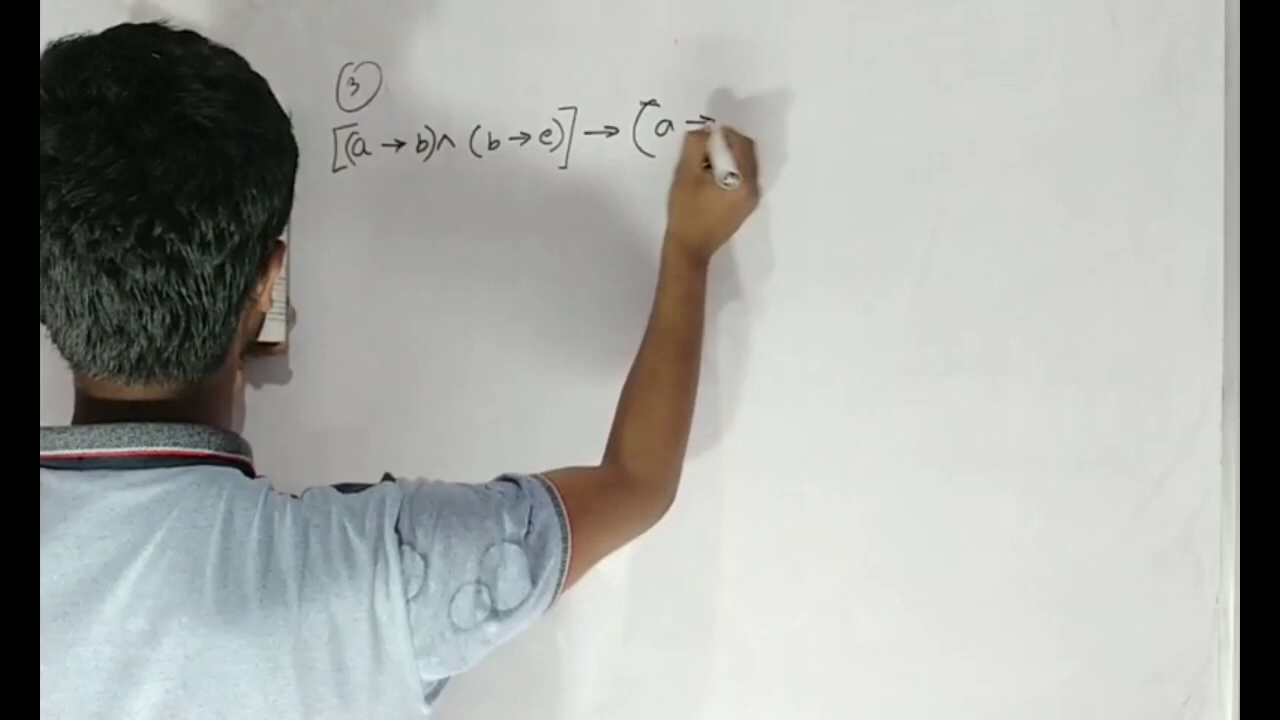 3
[(a → b) ∧ (b → e)] → (a →